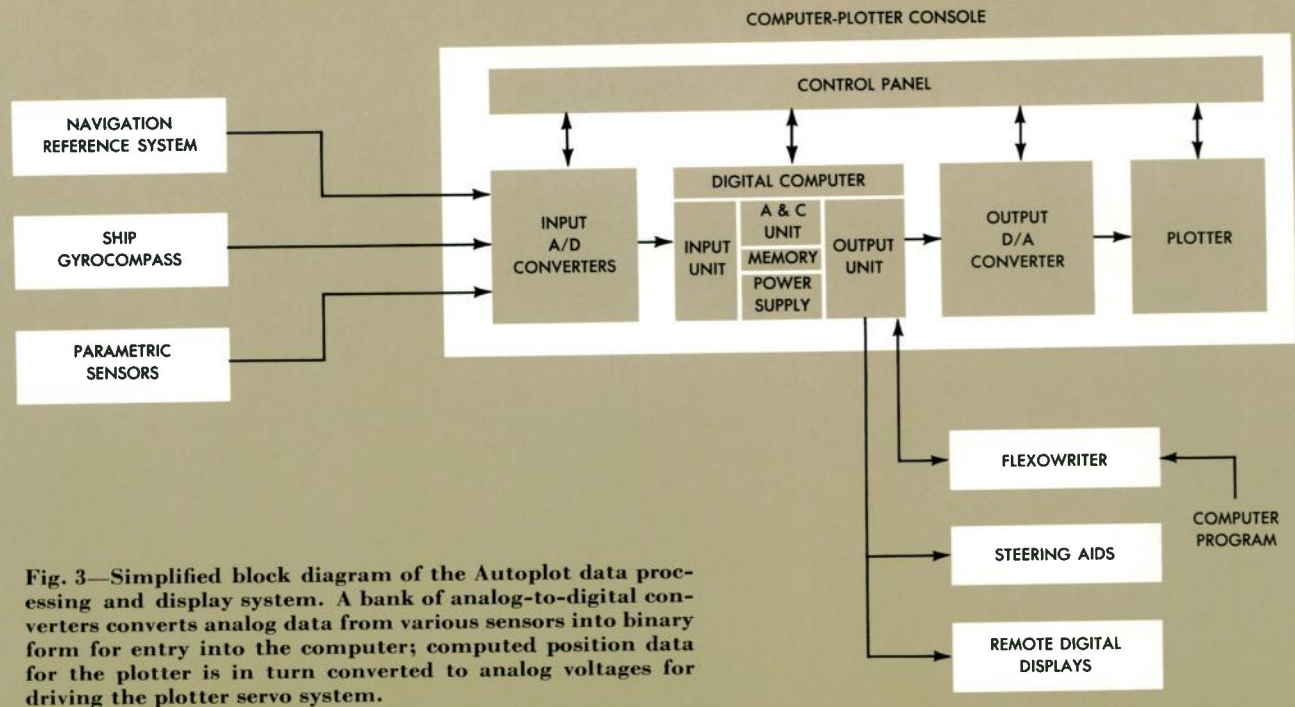 COMPUTER-PLOTTER CONSOLE
CONTROL PANEL
NAVIGATION
REFERENCE SYSTEM
SHIP
GYROCOMPASS
PARAMETRIC
SENSORS
INPUT
A/D
CONVERTERS
DIGITAL COMPUTER
INPUT
UNIT
A & C
UNIT
MEMORY
POWER
SUPPLY
OUTPUT
UNIT
OUTPUT
D/A
CONVERTER
PLOTTER
FLEXOWRITER
COMPUTER
PROGRAM
STEERING AIDS
REMOTE DIGITAL
DISPLAYS
Fig. 3—Simplified block diagram of the Autoplot data proc-
essing and display system. A bank of analog-to-digital con-
verters converts analog data from various sensors into binary
form for entry into the computer; computed position data
for the plotter is in turn converted to analog voltages for
driving the plotter servo system.